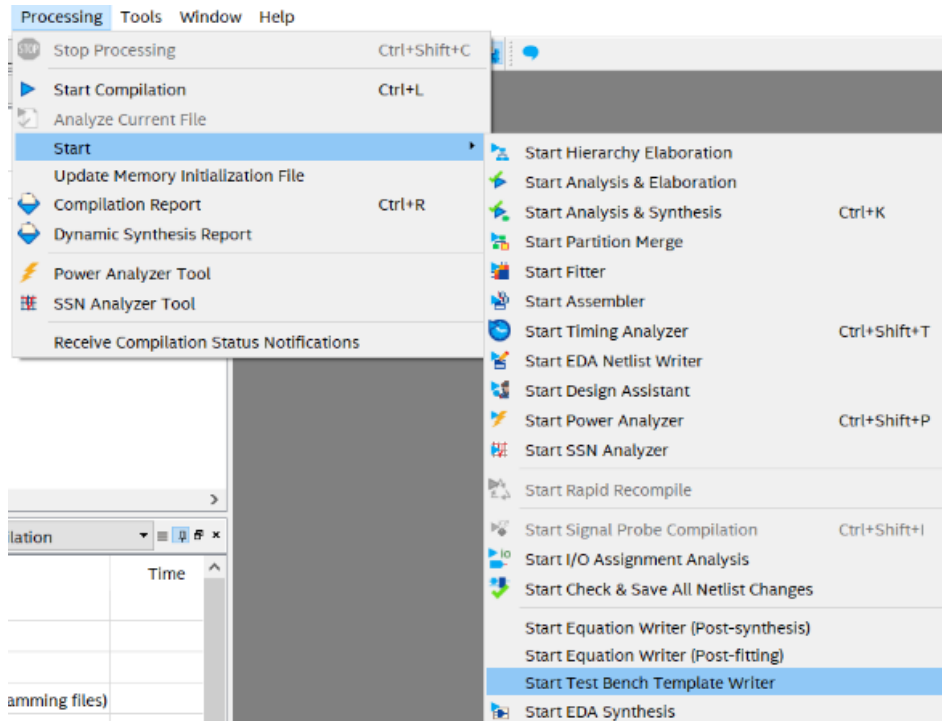 Processing Tools Window Help
STOP Stop Processing Ctrl+Shift+C
Start Compilation Ctrl+L
Analyze Current File
Start
Update Memory Initialization File
Compilation Report Ctrl+R
Dynamic Synthesis Report
Power Analyzer Tool
SSN Analyzer Tool
Receive Compilation Status Notifications
Start Hierarchy Elaboration
Start Analysis & Elaboration
Start Analysis & Synthesis Ctrl+K
Start Partition Merge
Start Fitter
Start Assembler
Start Timing Analyzer Ctrl+Shift+T
Start EDA Netlist Writer
Start Design Assistant
Start Power Analyzer Ctrl+Shift+P
Start SSN Analyzer
Start Rapid Recompile
Start Signal Probe Compilation Ctrl+Shift+I
Start I/O Assignment Analysis
Start Check & Save All Netlist Changes
Start Equation Writer (Post-synthesis)
Start Equation Writer (Post-fitting)
Start Test Bench Template Writer
Start EDA Synthesis
ilation
Time
amming files)